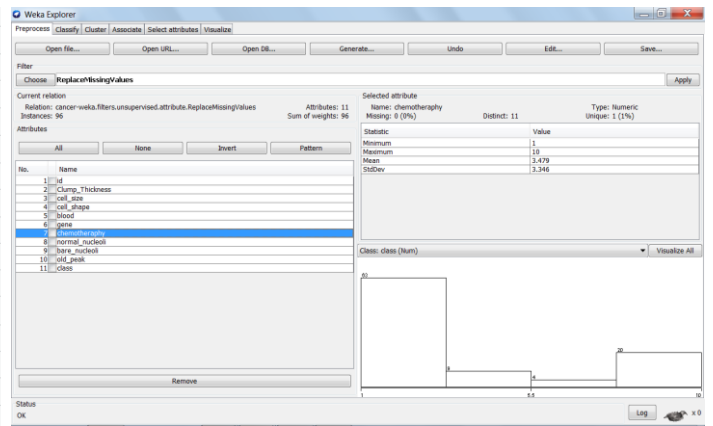 Weka Explorer
Preprocess Classify Cluster Associate Select attributes Visualize
Open file... Open URL... Open DB... Generate... Undo Edit... Save...
Filter
Choose ReplaceMissingValues Apply
Current relation
Relation: cancer-weka.filters.unsupervised.attribute.ReplaceMissingValues Attributes: 11
Instances: 96 Sum of weights: 96
Attributes
All None Invert Pattern
No. Name
1 id
2 Clump_Thickness
3 cell_size
4 cell_shape
5 blood
6 gene
7 chemotheraphy
8 normal_nucleoli
9 bare_nucleoli
10 old_peak
11 class
Remove
Selected attribute
Name: chemotheraphy Type: Numeric
Missing: 0 (0%) Distinct: 11 Unique: 1 (1%)
Statistic Value
Minimum 1
Maximum 10
Mean 3.479
StdDev 3.346
Class: class (Num) Visualize All
4
20
1 5.5 10
Status
OK
Log x 0